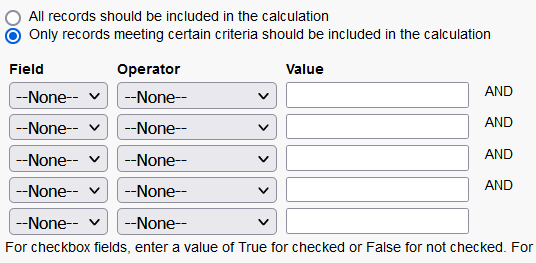 All records should be included in the calculation
Only records meeting certain criteria should be included in the calculation
Field Operator Value
--None-- --None-- AND
--None-- --None-- AND
--None-- --None-- AND
--None-- --None-- AND
--None-- --None--
For checkbox fields, enter a value of True for checked or False for not checked. For